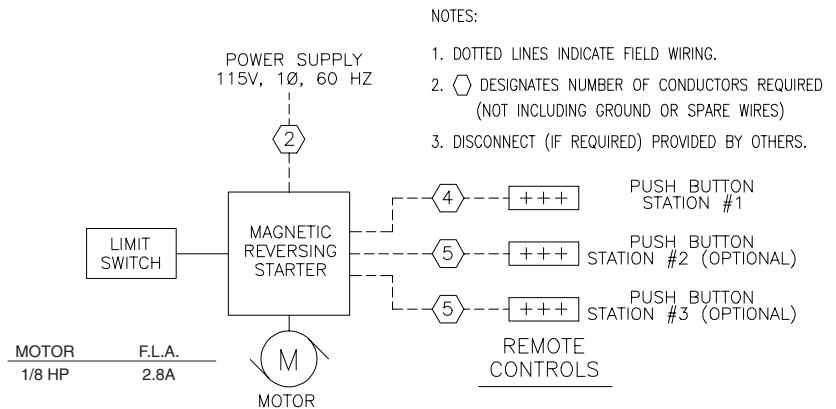 NOTES:
1. DOTTED LINES INDICATE FIELD WIRING.
2. ⬡ DESIGNATES NUMBER OF CONDUCTORS REQUIRED
(NOT INCLUDING GROUND OR SPARE WIRES)
3. DISCONNECT (IF REQUIRED) PROVIDED BY OTHERS.
POWER SUPPLY
115V, 1Ø, 60 HZ
2
LIMIT
SWITCH
MAGNETIC
REVERSING
STARTER
4
+++
PUSH BUTTON
STATION #1
5
+++
PUSH BUTTON
STATION #2 (OPTIONAL)
5
+++
PUSH BUTTON
STATION #3 (OPTIONAL)
REMOTE
CONTROLS
M
MOTOR
MOTOR F.L.A.
1/8 HP 2.8A